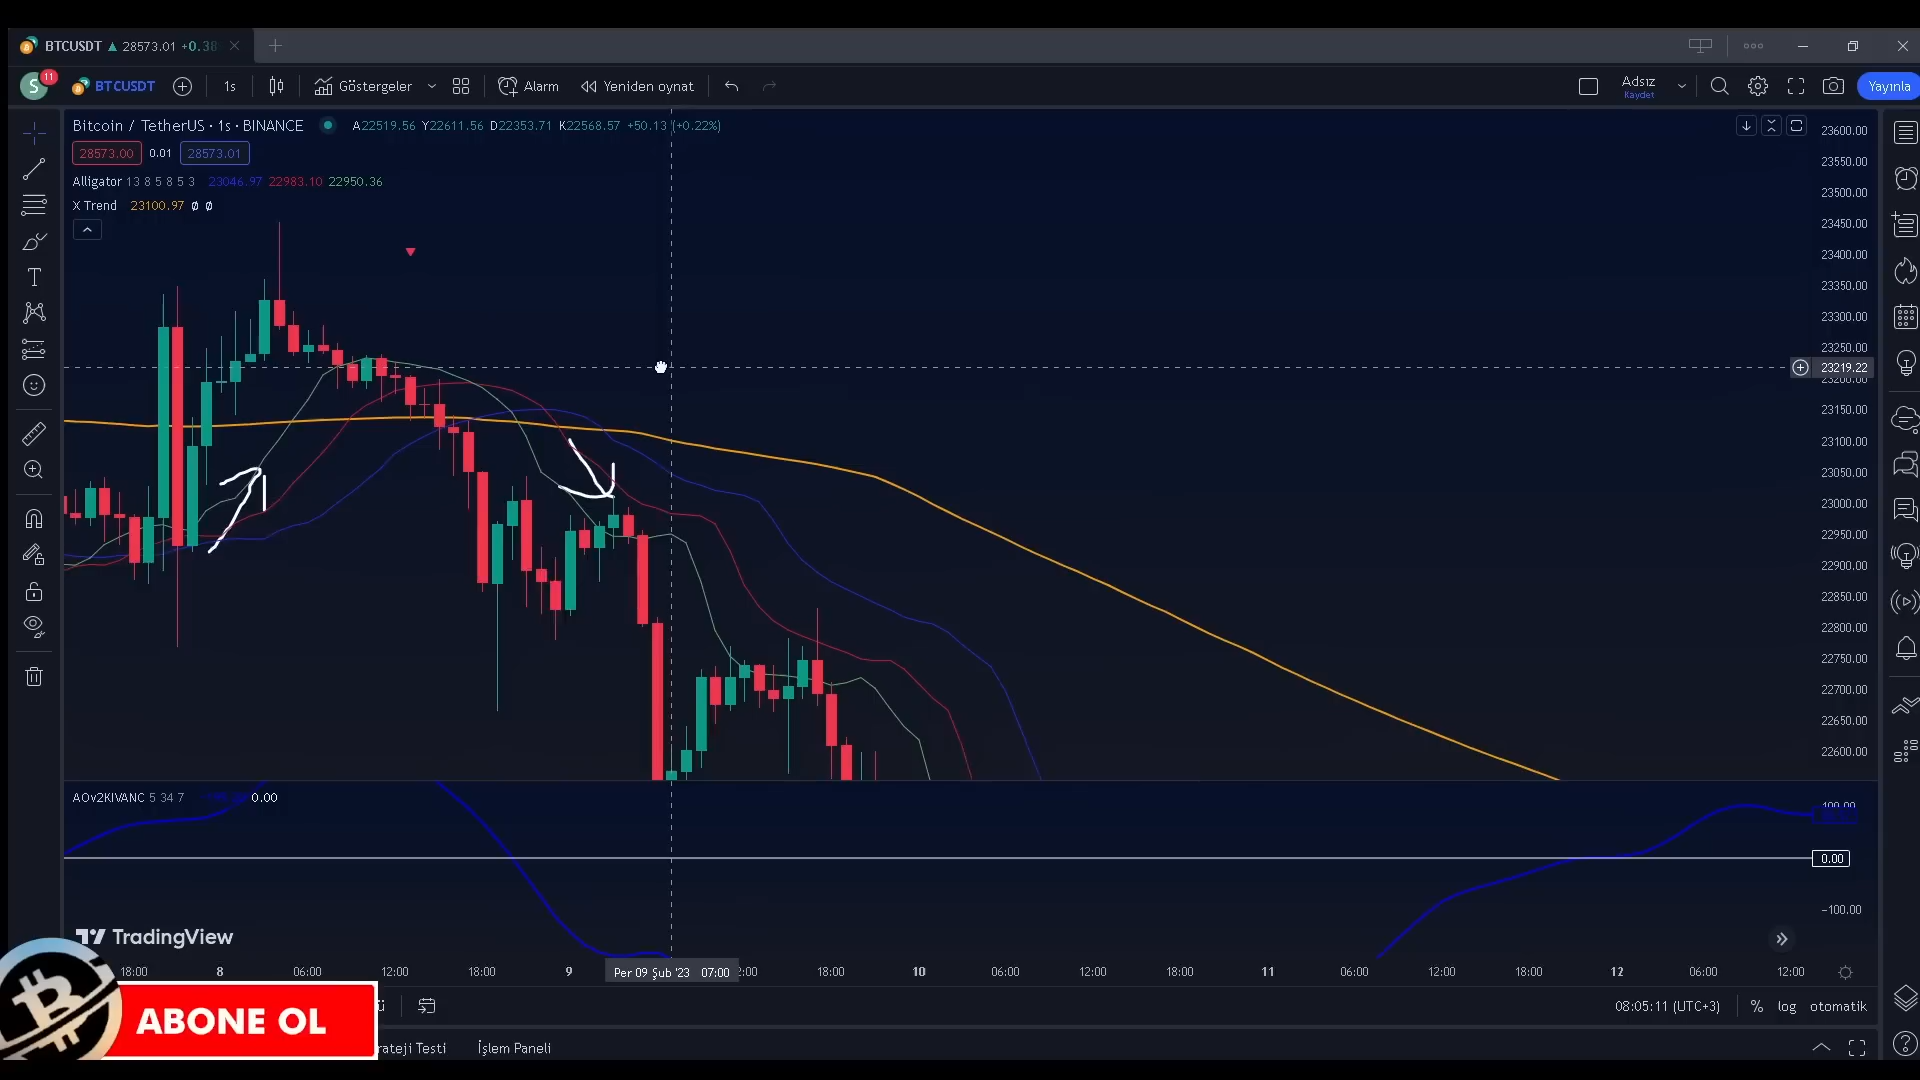 BTCUSDT ▲ 28573.01 +0.38
S 11 BTCUSDT 1s Göstergeler Alarm Yeniden oynat Adsız Kaydet Yayınla
Bitcoin / TetherUS · 1s · BINANCE A22519.56 Y22611.56 D22353.71 K22568.57 +50.13 (+0.22%)
28573.00 0.01 28573.01
Alligator 13 8 5 8 5 3 23046.97 22983.10 22950.36
X Trend 23100.97 ø ø
23600.00
23550.00
23500.00
23450.00
23400.00
23350.00
23300.00
23250.00
23219.22
23200.00
23150.00
23100.00
23050.00
23000.00
22950.00
22900.00
22850.00
22800.00
22750.00
22700.00
22650.00
22600.00
AOv2KIVANC 5 34 7 0.00
100.00
0.00
−100.00
TradingView
18:00 8 06:00 12:00 18:00 9 Per 09 Şub '23 07:00 2:00 18:00 10 06:00 12:00 18:00 11 06:00 12:00 18:00 12 06:00 12:00
08:05:11 (UTC+3) % log otomatik
ABONE OL
rateji Testi İşlem Paneli